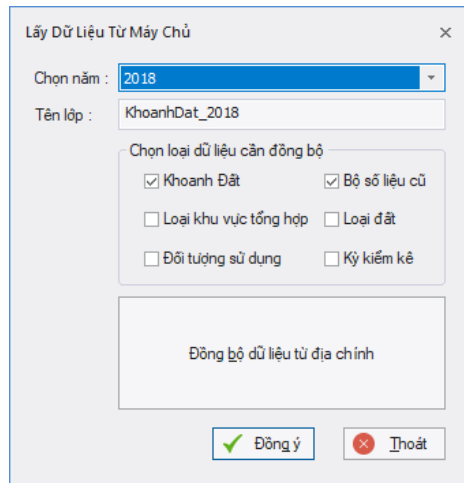 Lấy Dữ Liệu Từ Máy Chủ
Chọn năm : 2018
Tên lớp : KhoanhDat_2018
Chọn loại dữ liệu cần đồng bộ
Khoanh Đất Bộ số liệu cũ
Loại khu vực tổng hợp Loại đất
Đối tượng sử dụng Kỳ kiểm kê
Đồng bộ dữ liệu từ địa chính
Đồng ý Thoát